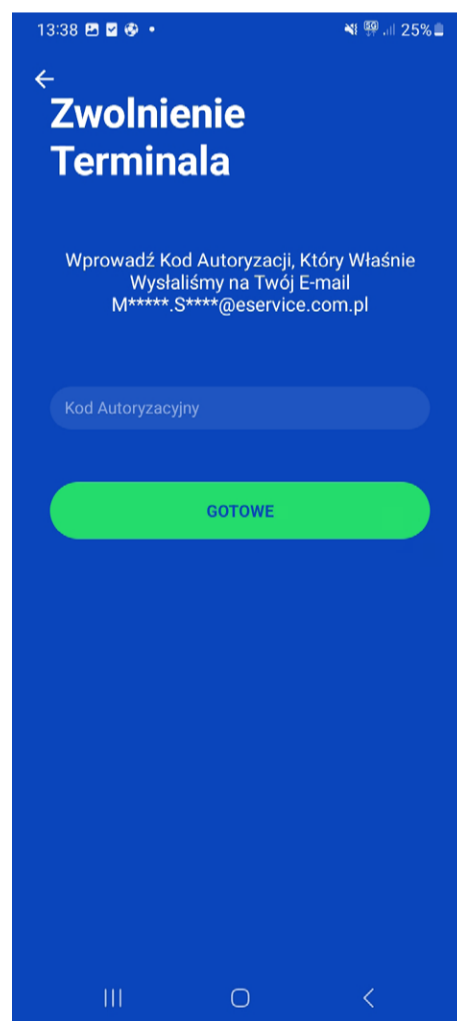 13:38 25%
Zwolnienie
Terminala
Wprowadź Kod Autoryzacji, Który Właśnie
Wysłaliśmy na Twój E-mail
M*****.S****@eservice.com.pl
Kod Autoryzacyjny
GOTOWE